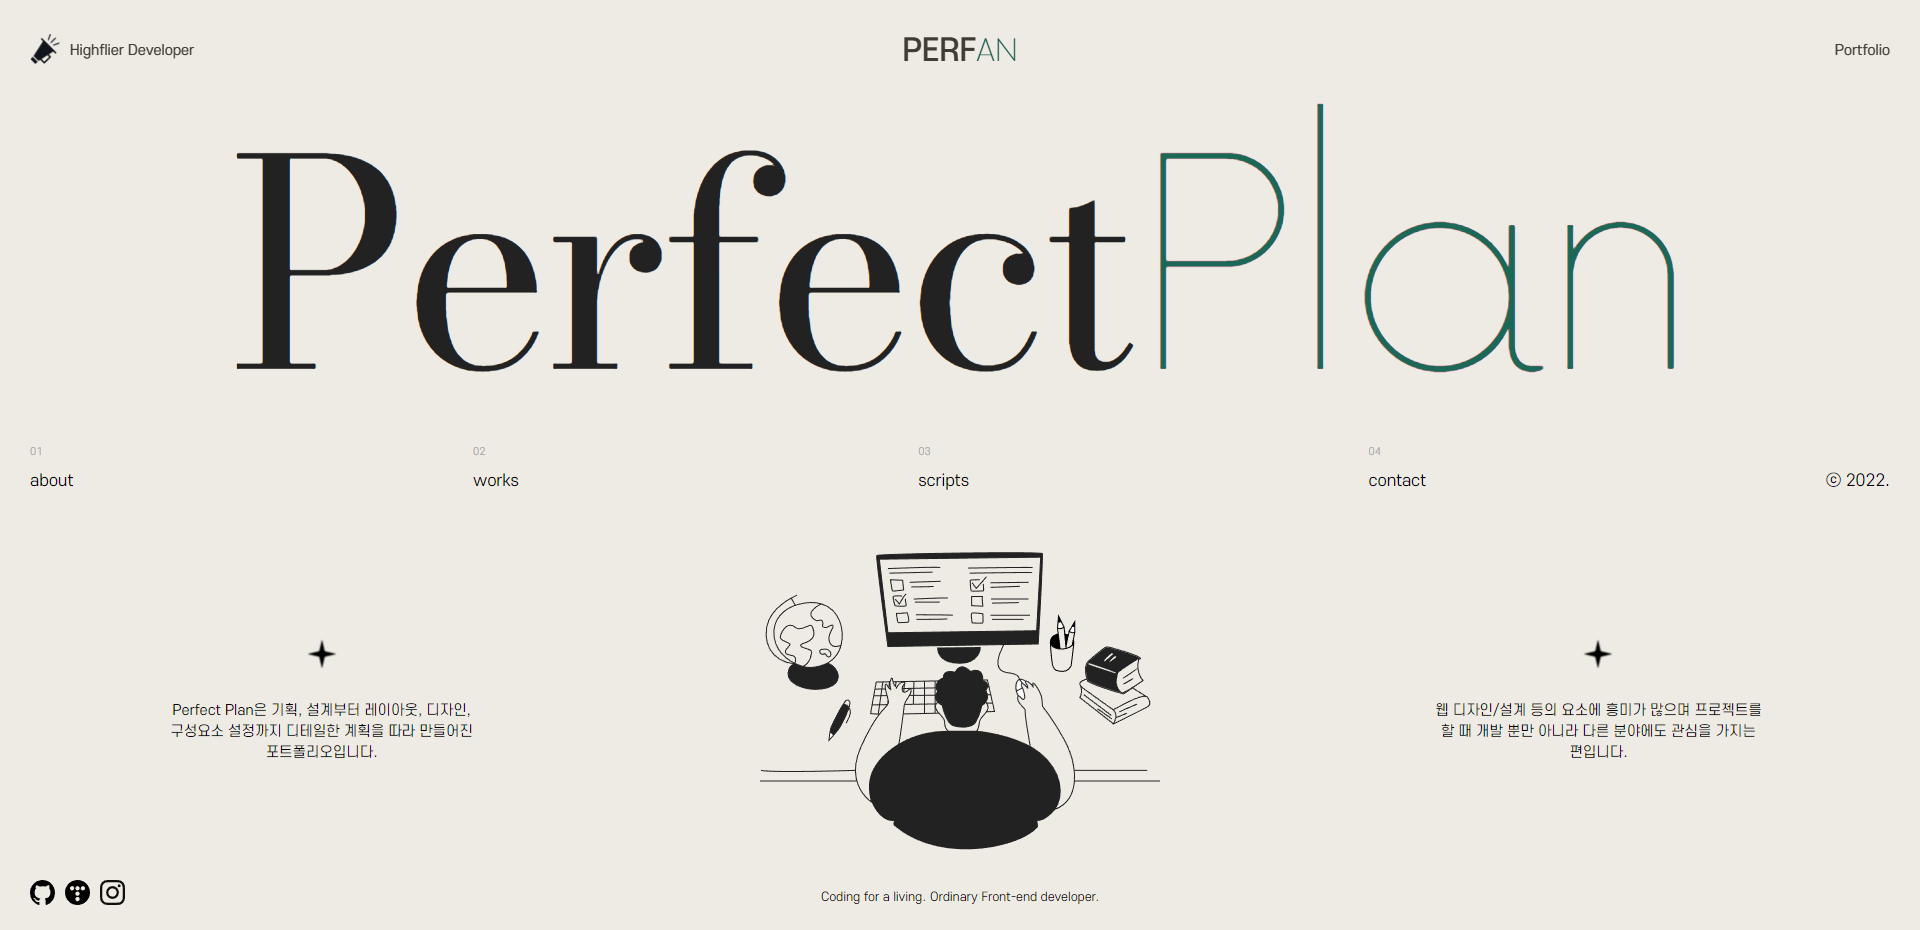 Highflier Developer
PERFAN
Portfolio
PerfectPlan
01
about
02
works
03
scripts
04
contact
ⓒ 2022.
Perfect Plan은 기획, 설계부터 레이아웃, 디자인,
구성요소 설정까지 디테일한 계획을 따라 만들어진
포트폴리오입니다.
웹 디자인/설계 등의 요소에 흥미가 많으며 프로젝트를
할 때 개발 뿐만 아니라 다른 분야에도 관심을 가지는
편입니다.
Coding for a living. Ordinary Front-end developer.